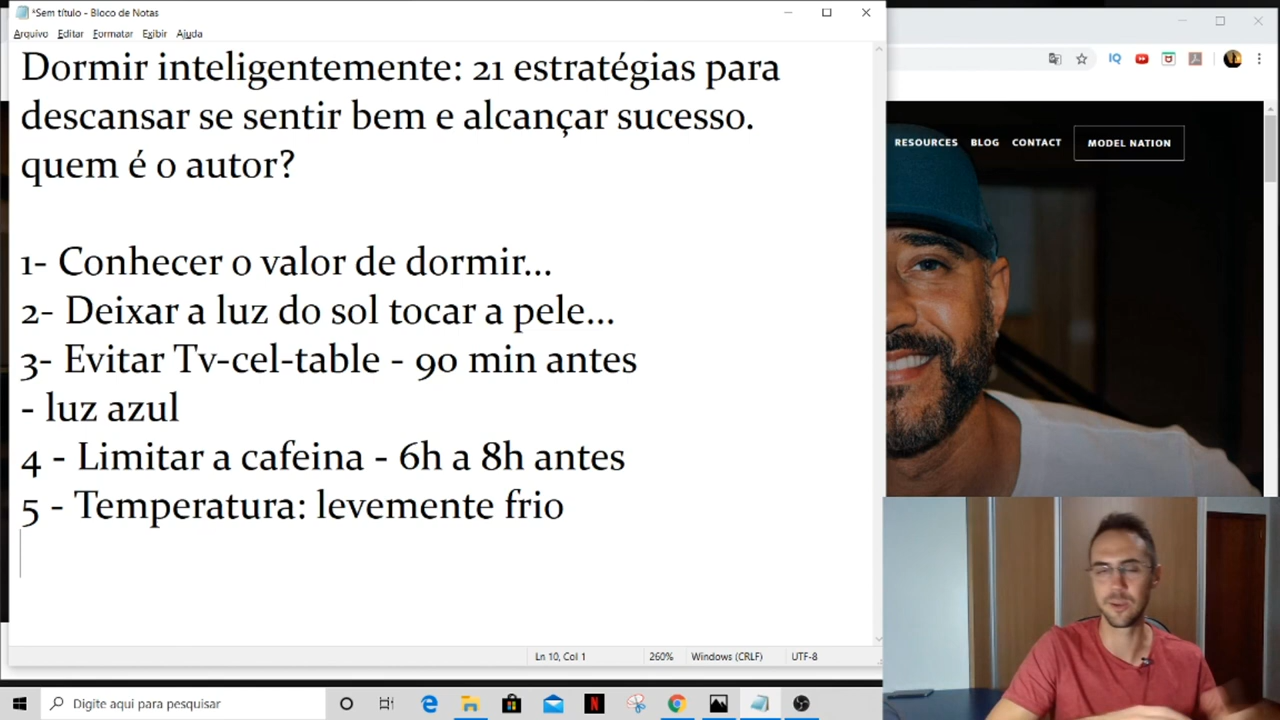 *Sem título - Bloco de Notas
Arquivo Editar Formatar Exibir Ajuda
Dormir inteligentemente: 21 estratégias para
descansar se sentir bem e alcançar sucesso.
quem é o autor?
1- Conhecer o valor de dormir...
2- Deixar a luz do sol tocar a pele...
3- Evitar Tv-cel-table - 90 min antes
- luz azul
4 - Limitar a cafeina - 6h a 8h antes
5 - Temperatura: levemente frio
Ln 10, Col 1 260% Windows (CRLF) UTF-8
IQ
RESOURCES BLOG CONTACT MODEL NATION
Digite aqui para pesquisar